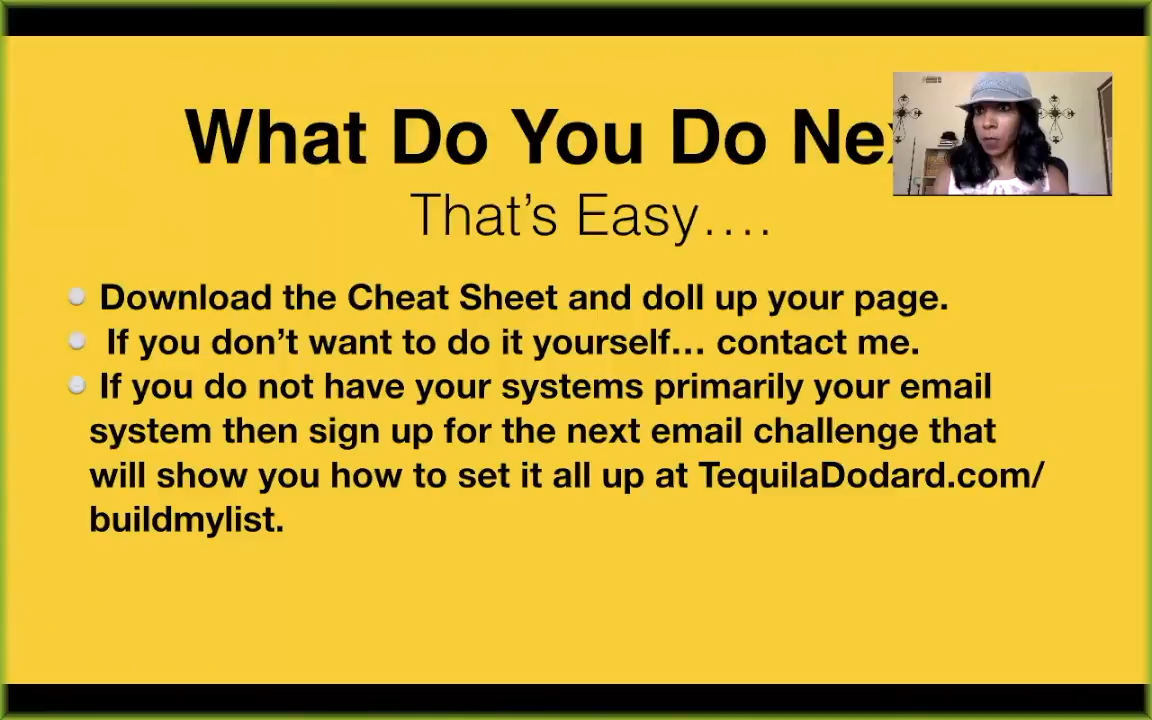 What Do You Do
That's Easy....
Download the Cheat Sheet and doll up your page.
If you don't want to do it yourself... contact me.
If you do not have your systems primarily your email
system then sign up for the next email challenge that
will show you how to set it all up at TequilaDodard.com/
buildmylist.